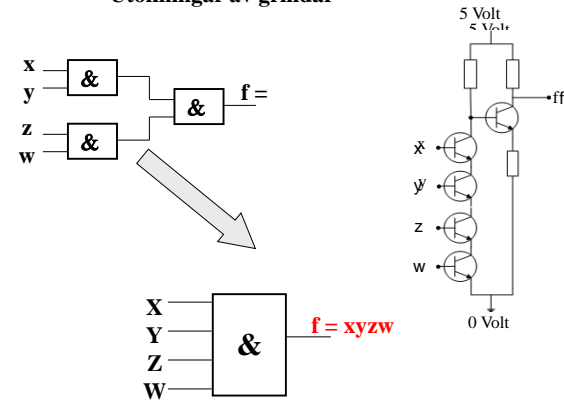 Utökningar av grindar
x
y
&
z
w
&
&
f =
X
Y
Z
W
&
f = xyzw
5 Volt
5 Volt
x
y
z
w
f
0 Volt